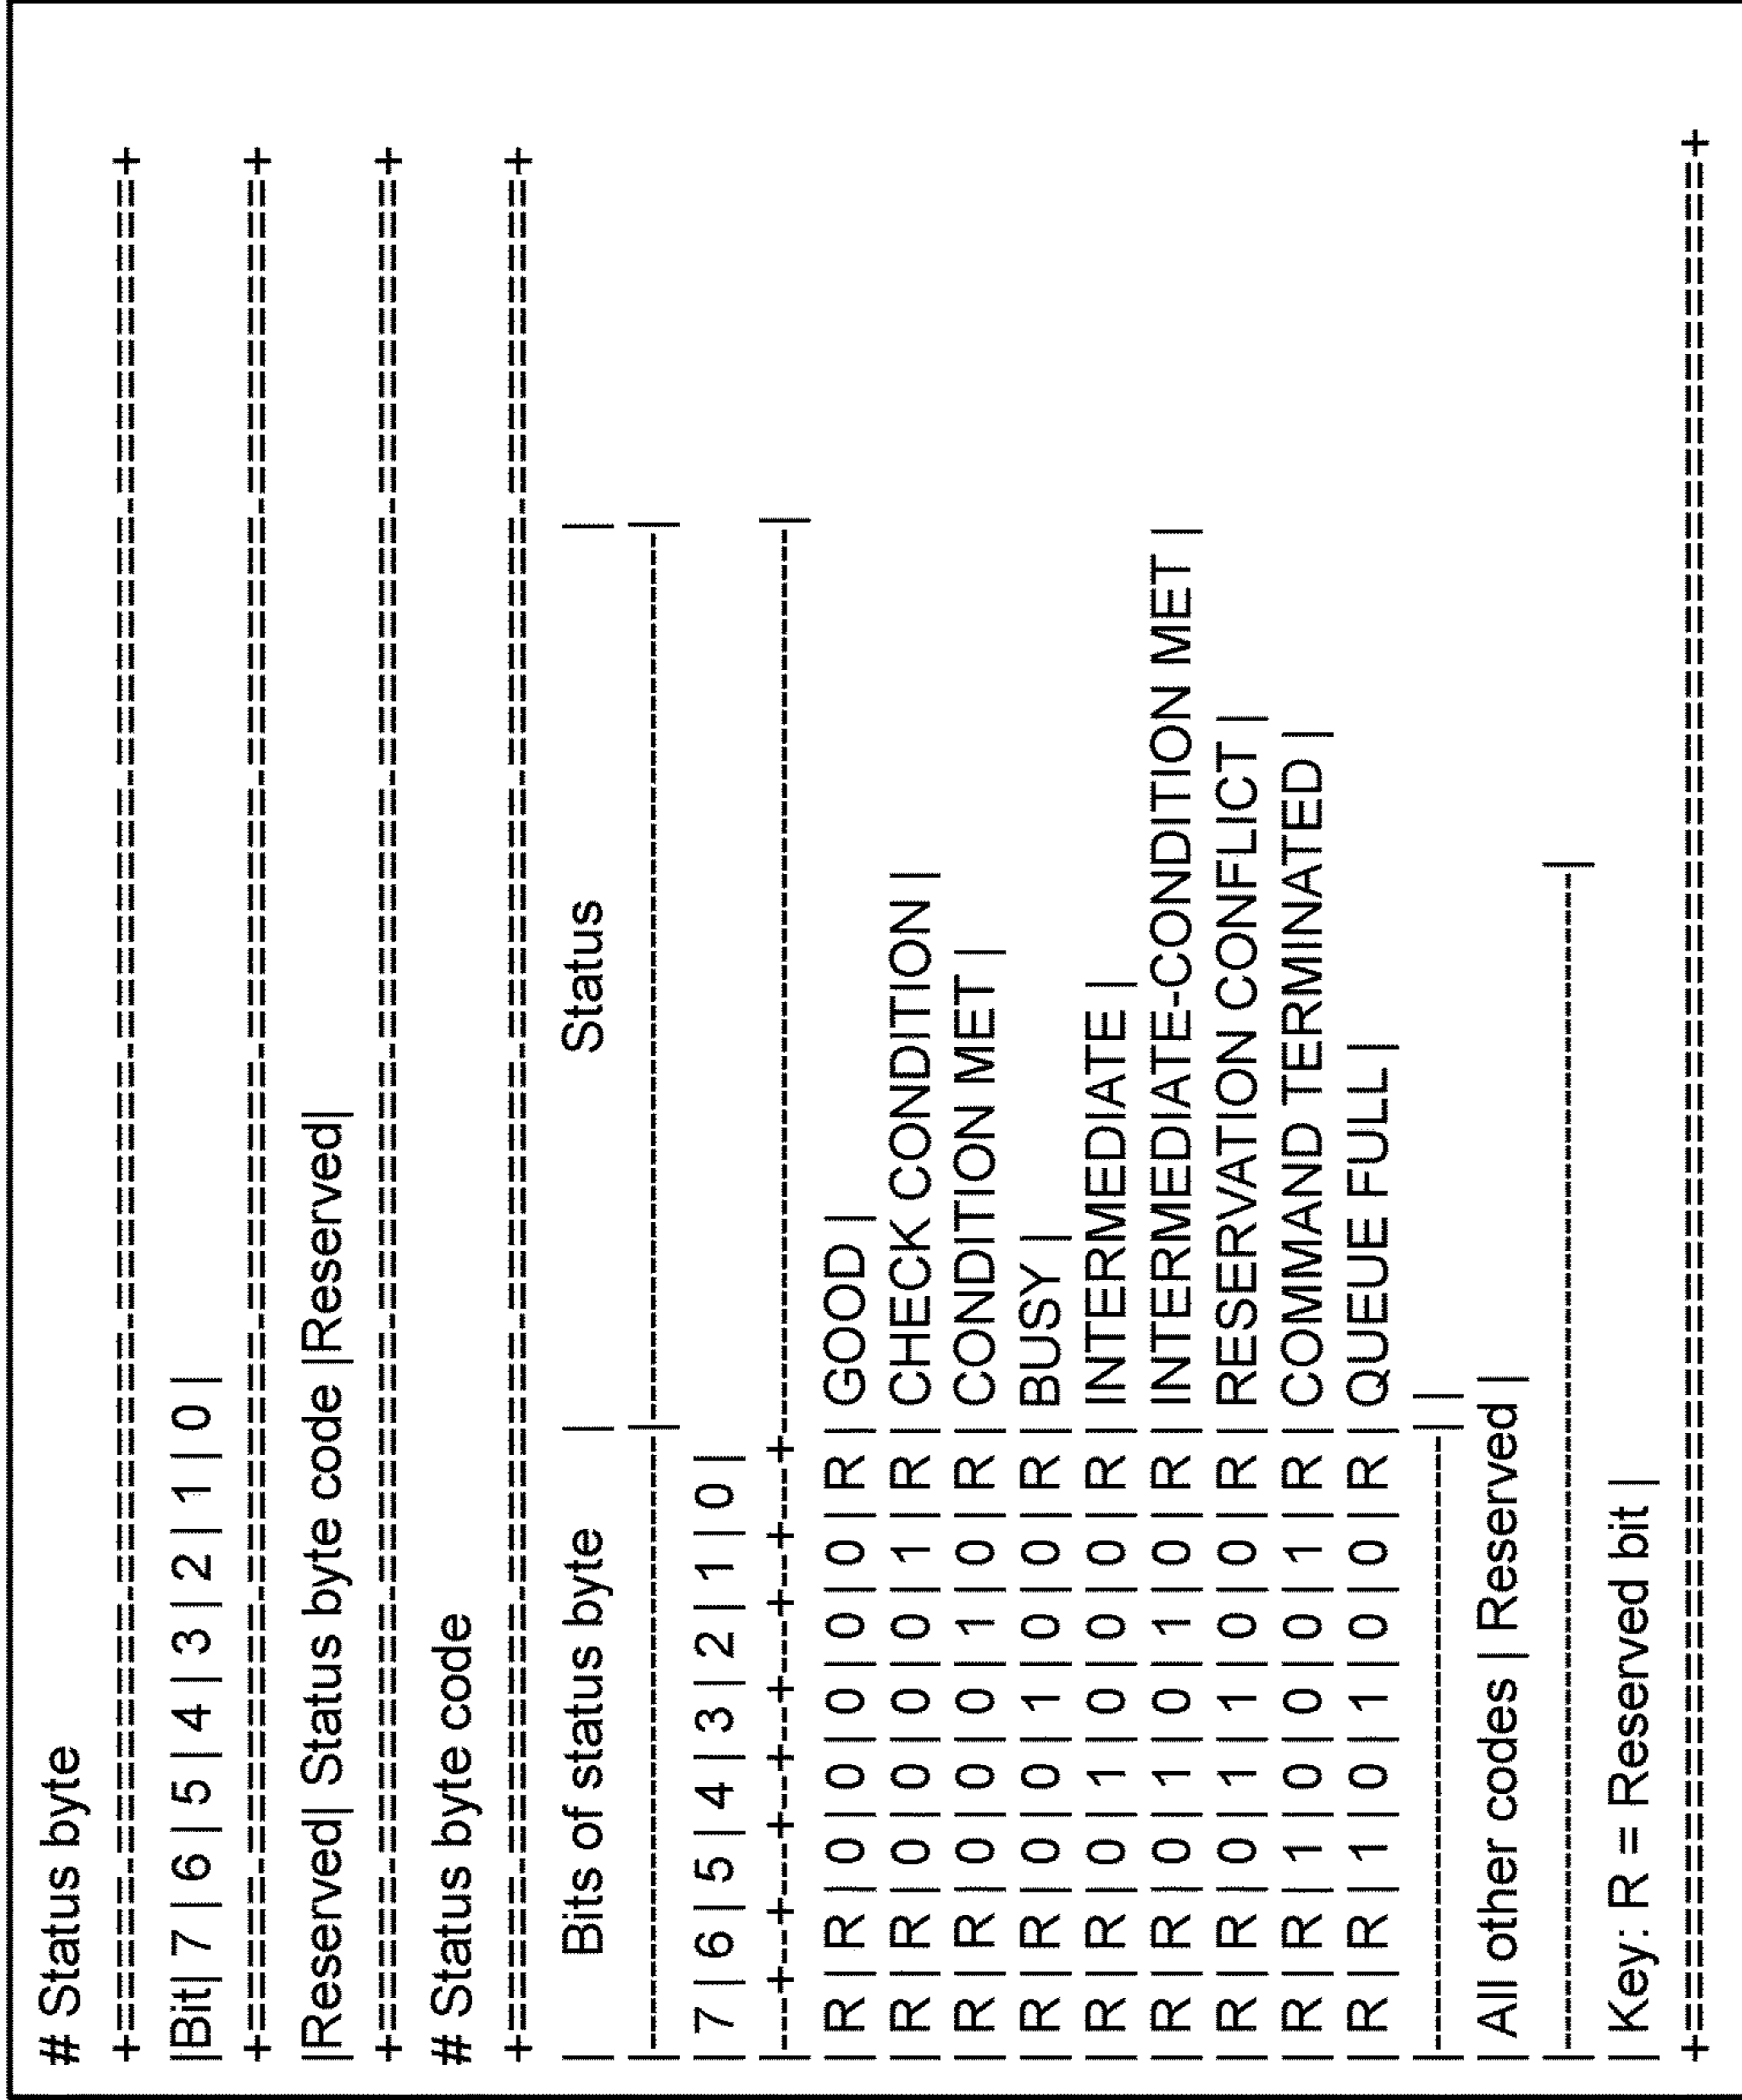 # Status byte
+=====-========-========-========-========-========-========-========+
|Bit| 7 | 6 | 5 | 4 | 3 | 2 | 1 | 0 |
+=====-========-========-========-========-========-========-========+
|Reserved| Status byte code |Reserved|
+=====-========-========-========-========-========-========-========+
# Status byte code
+=====-========-========-========-========-========-========-========+
| Bits of status byte | Status |
|-----------------------------|------------------------------------------|
| 7 | 6 | 5 | 4 | 3 | 2 | 1 | 0 |
|---+---+---+---+---+---+---+---+------------------------------------------|
| R | R | 0 | 0 | 0 | 0 | 0 | R | GOOD |
| R | R | 0 | 0 | 0 | 0 | 1 | R | CHECK CONDITION |
| R | R | 0 | 0 | 0 | 1 | 0 | R | CONDITION MET |
| R | R | 0 | 0 | 1 | 0 | 0 | R | BUSY |
| R | R | 0 | 1 | 0 | 0 | 0 | R | INTERMEDIATE |
| R | R | 0 | 1 | 0 | 1 | 0 | R | INTERMEDIATE-CONDITION MET |
| R | R | 0 | 1 | 1 | 0 | 0 | R | RESERVATION CONFLICT |
| R | R | 1 | 0 | 0 | 0 | 1 | R | COMMAND TERMINATED |
| R | R | 1 | 0 | 1 | 0 | 0 | R | QUEUE FULL |
|-----------------------------| |
| All other codes | Reserved |
|------------------------------------------------------|
| Key: R = Reserved bit |
+=====-========-========-========-========-========-========-========+